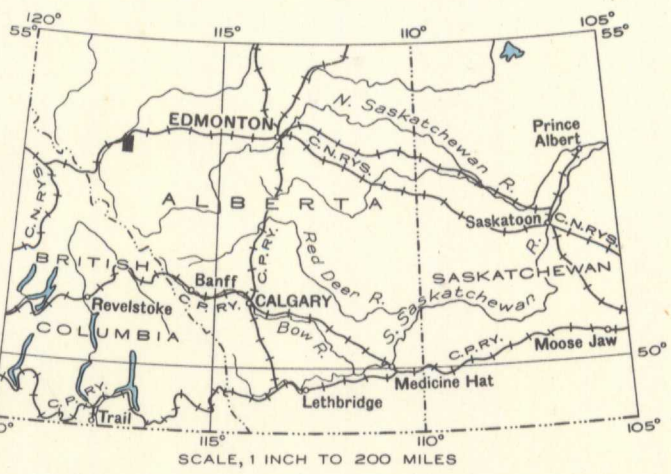 120°
55°
115°
110°
105°
55°
EDMONTON
N. Saskatchewan R.
Prince
Albert
C.N.RYS.
C.N.RYS.
ALBERTA
Saskatoon
C.N.RYS.
C.P.RY.
Red Deer R.
R.
BRITISH
Banff
SASKATCHEWAN
C.P.RY.
CALGARY
S. Saskatchewan
Revelstoke
COLUMBIA
Bow R.
C.P.RY.
Moose Jaw
50°
Medicine Hat
C.P.RY.
Lethbridge
Trail
0°
115°
110°
105°
SCALE, 1 INCH TO 200 MILES